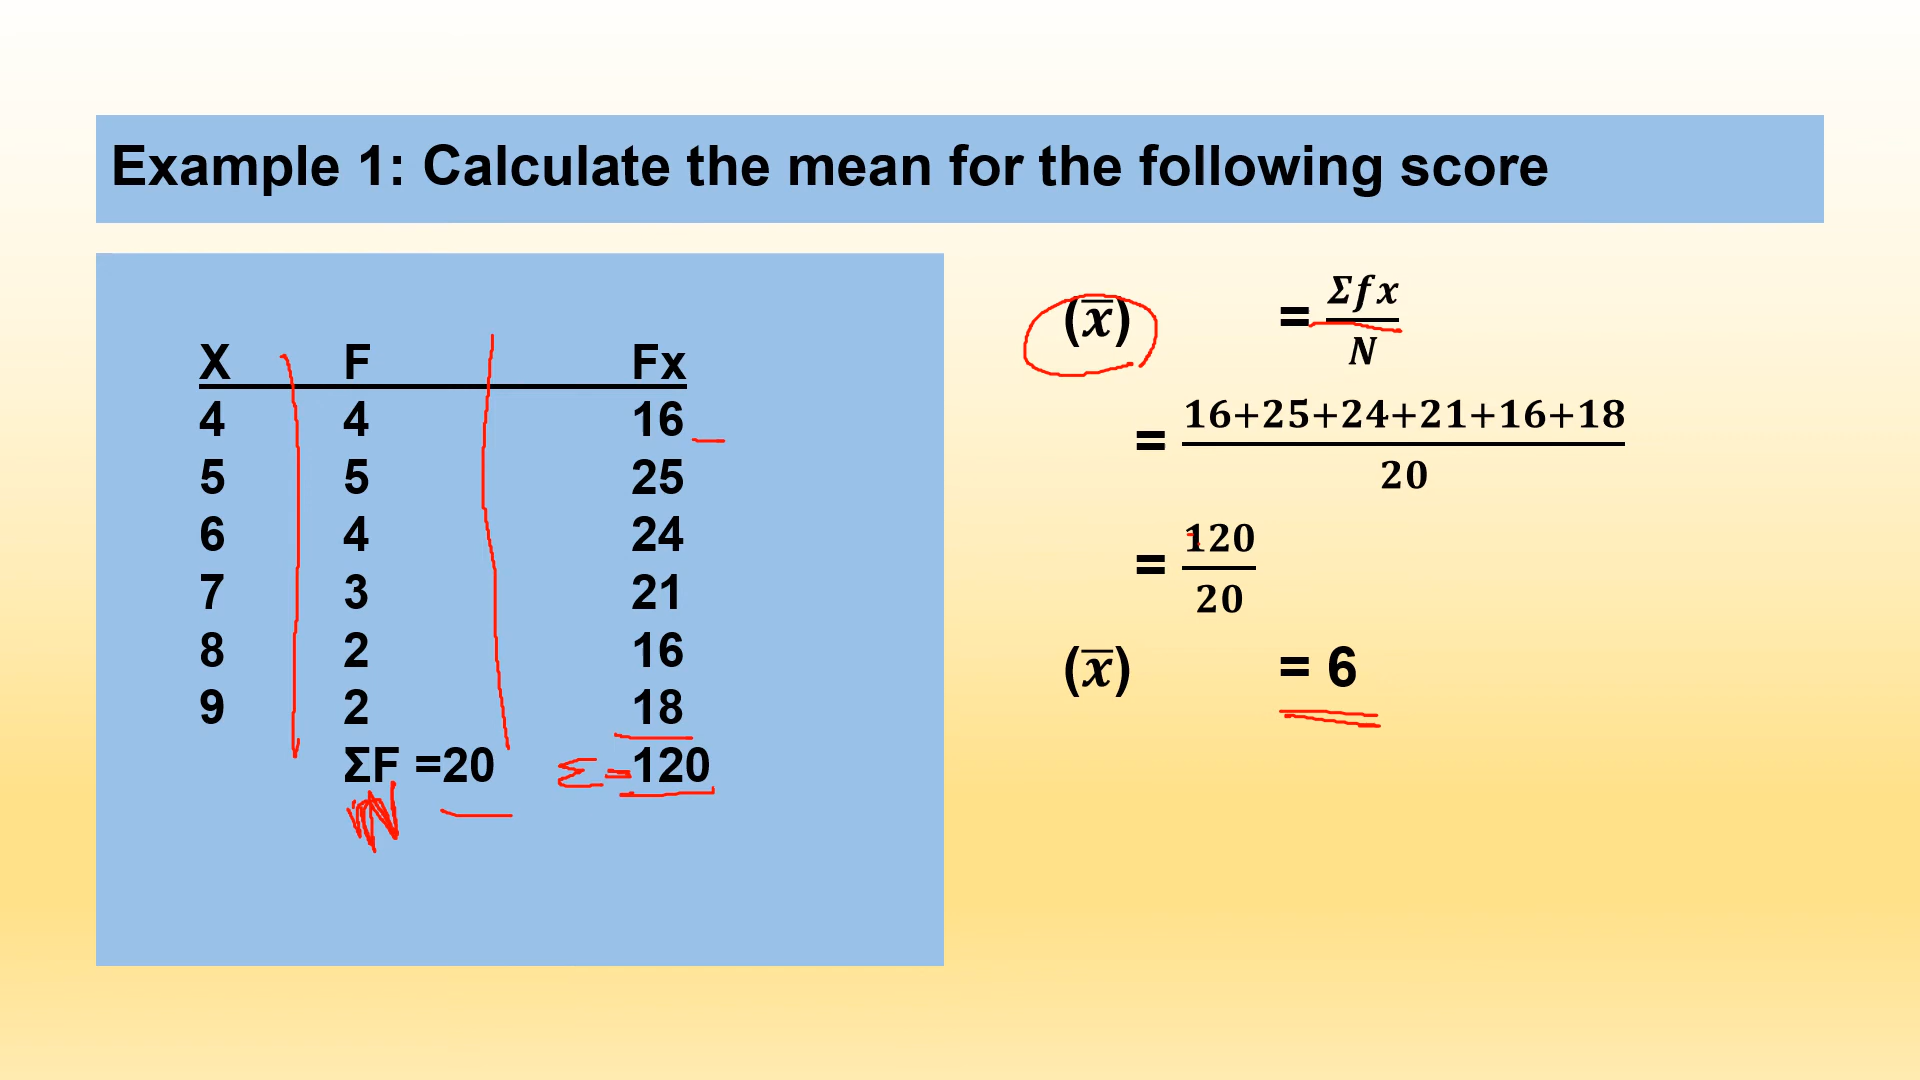 Example 1: Calculate the mean for the following score
X F Fx
4 4 16
5 5 25
6 4 24
7 3 21
8 2 16
9 2 18
ΣF =20 Σ=120
N
(x̅) = Σfx/N
= 16+25+24+21+16+18/20
= 120/20
(x̅) = 6